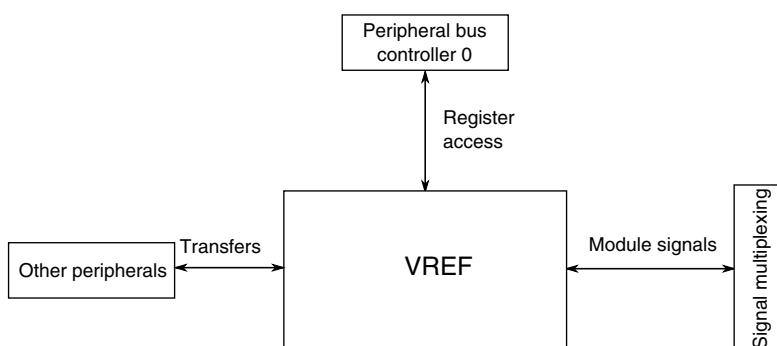 Peripheral bus
controller 0
Register
access
Transfers
Other peripherals
VREF
Module signals
Signal multiplexing